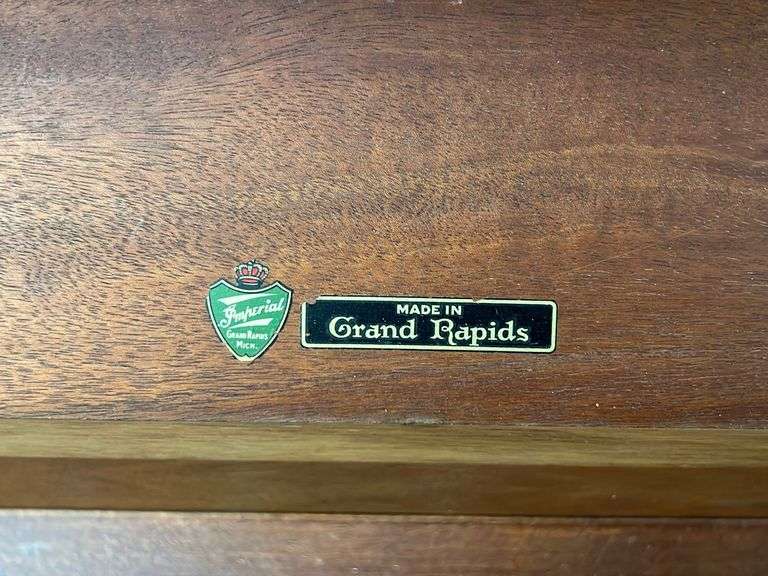 Imperial
GRAND RAPIDS
MICH.
MADE IN
Grand Rapids